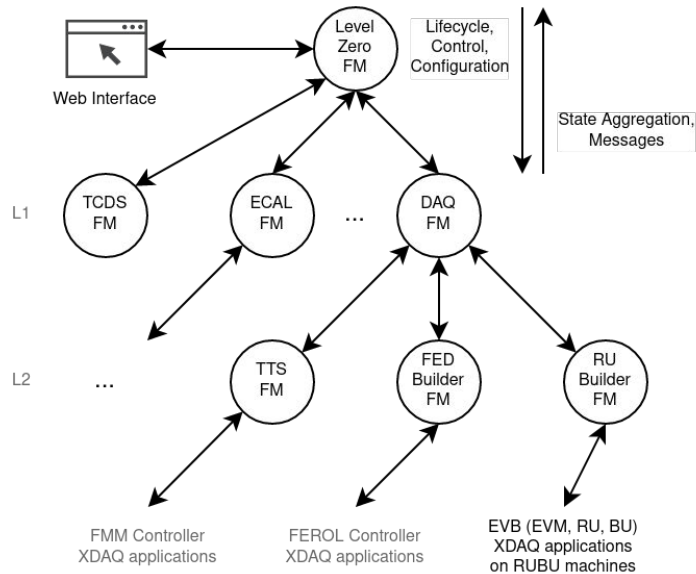 Level
Zero
FM
Lifecycle,
Control,
Configuration
Web Interface
State Aggregation,
Messages
L1
TCDS
FM
ECAL
FM
...
DAQ
FM
L2
...
TTS
FM
FED
Builder
FM
RU
Builder
FM
FMM Controller
XDAQ applications
FEROL Controller
XDAQ applications
EVB (EVM, RU, BU)
XDAQ applications
on RUBU machines